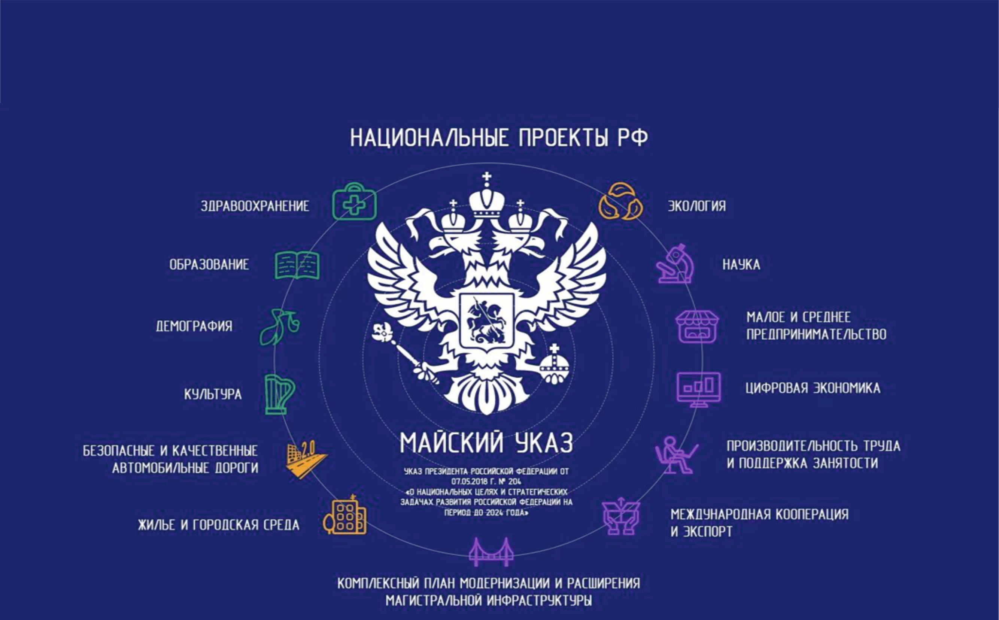 НАЦИОНАЛЬНЫЕ ПРОЕКТЫ РФ
ЗДРАВООХРАНЕНИЕ
ЭКОЛОГИЯ
ОБРАЗОВАНИЕ
НАУКА
ДЕМОГРАФИЯ
МАЛОЕ И СРЕДНЕЕ
ПРЕДПРИНИМАТЕЛЬСТВО
КУЛЬТУРА
ЦИФРОВАЯ ЭКОНОМИКА
БЕЗОПАСНЫЕ И КАЧЕСТВЕННЫЕ
АВТОМОБИЛЬНЫЕ ДОРОГИ
2.0
ПРОИЗВОДИТЕЛЬНОСТЬ ТРУДА
И ПОДДЕРЖКА ЗАНЯТОСТИ
ЖИЛЬЕ И ГОРОДСКАЯ СРЕДА
МЕЖДУНАРОДНАЯ КООПЕРАЦИЯ
И ЭКСПОРТ
МАЙСКИЙ УКАЗ
УКАЗ ПРЕЗИДЕНТА РОССИЙСКОЙ ФЕДЕРАЦИИ ОТ
07.05.2018 Г. № 204
«О НАЦИОНАЛЬНЫХ ЦЕЛЯХ И СТРАТЕГИЧЕСКИХ
ЗАДАЧАХ РАЗВИТИЯ РОССИЙСКОЙ ФЕДЕРАЦИЙ НА
ПЕРИОД ДО 2024 ГОДА»
КОМПЛЕКСНЫЙ ПЛАН МОДЕРНИЗАЦИИ И РАСШИРЕНИЯ
МАГИСТРАЛЬНОЙ ИНФРАСТРУКТУРЫ